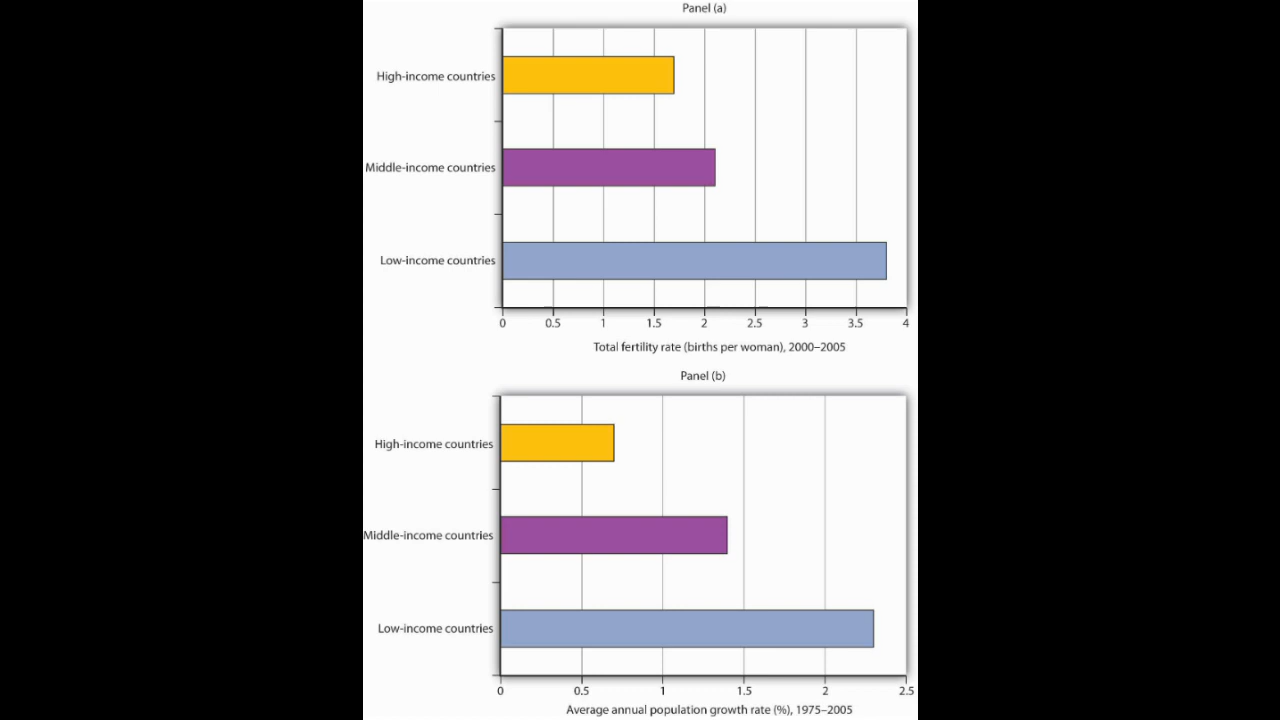 Panel (a)
High-income countries
Middle-income countries
Low-income countries
0 0.5 1 1.5 2 2.5 3 3.5 4
Total fertility rate (births per woman), 2000–2005
Panel (b)
High-income countries
Middle-income countries
Low-income countries
0 0.5 1 1.5 2 2.5
Average annual population growth rate (%), 1975–2005